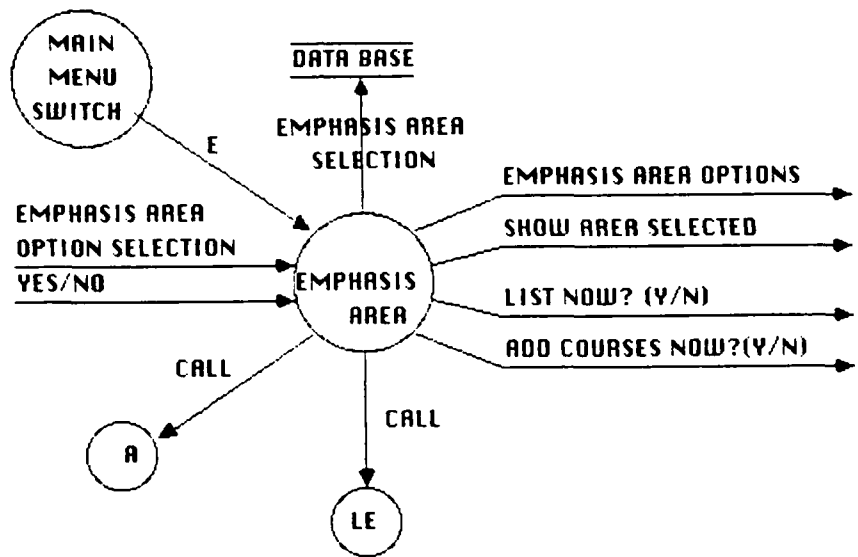 MAIN
MENU
SWITCH
DATA BASE
E
EMPHASIS AREA
SELECTION
EMPHASIS AREA OPTIONS
EMPHASIS AREA
OPTION SELECTION
SHOW AREA SELECTED
YES/NO
EMPHASIS
AREA
LIST NOW? (Y/N)
ADD COURSES NOW?(Y/N)
CALL
CALL
A
LE